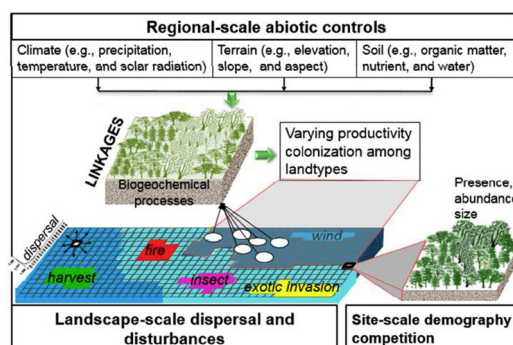 Regional-scale abiotic controls
Climate (e.g., precipitation,
temperature, and solar radiation)
Terrain (e.g., elevation,
slope, and aspect)
Soil (e.g., organic matter,
nutrient, and water)
LINKAGES
Biogeochemical
processes
Varying productivity
colonization among
landtypes
Presence,
abundance
size
dispersal
fire
wind
harvest
insect
exotic invasion
Landscape-scale dispersal and
disturbances
Site-scale demography
competition